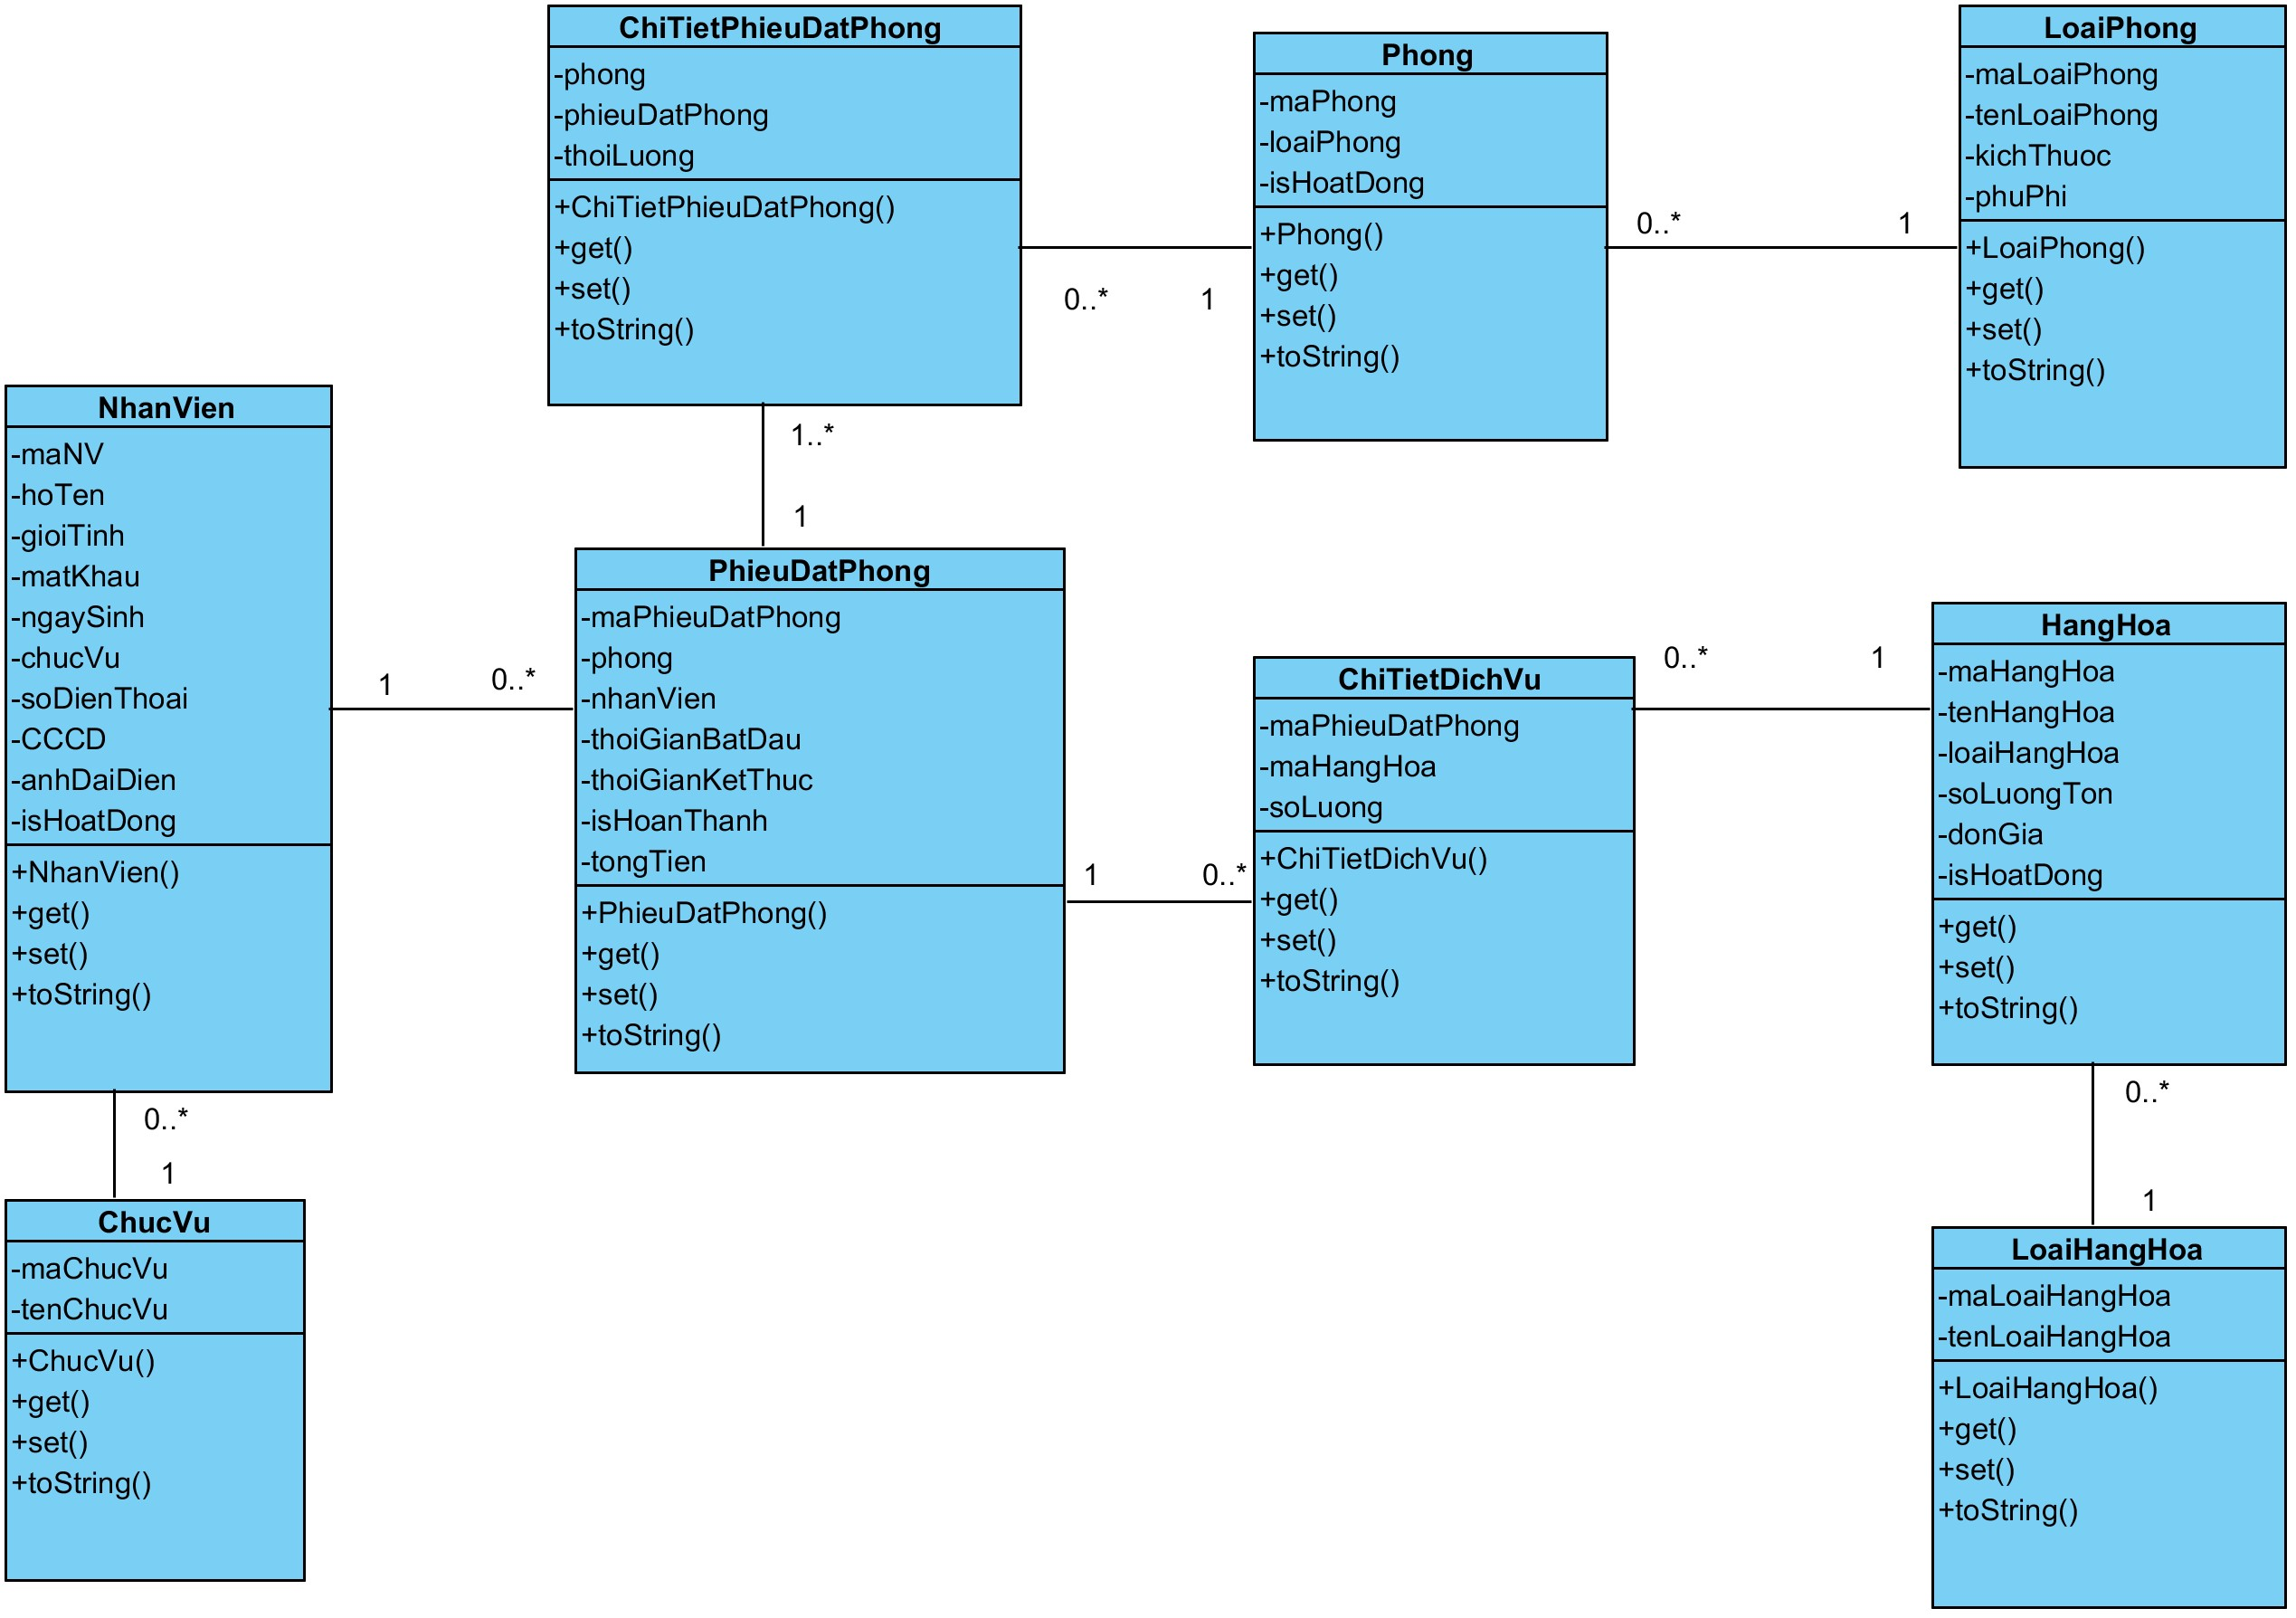 ChiTietPhieuDatPhong
-phong
-phieuDatPhong
-thoiLuong
+ChiTietPhieuDatPhong()
+get()
+set()
+toString()
0..*
1
Phong
-maPhong
-loaiPhong
-isHoatDong
+Phong()
+get()
+set()
+toString()
0..*
1
LoaiPhong
-maLoaiPhong
-tenLoaiPhong
-kichThuoc
-phuPhi
+LoaiPhong()
+get()
+set()
+toString()
1..*
1
NhanVien
-maNV
-hoTen
-gioiTinh
-matKhau
-ngaySinh
-chucVu
-soDienThoai
-CCCD
-anhDaiDien
-isHoatDong
+NhanVien()
+get()
+set()
+toString()
1
0..*
PhieuDatPhong
-maPhieuDatPhong
-phong
-nhanVien
-thoiGianBatDau
-thoiGianKetThuc
-isHoanThanh
-tongTien
+PhieuDatPhong()
+get()
+set()
+toString()
1
0..*
ChiTietDichVu
-maPhieuDatPhong
-maHangHoa
-soLuong
+ChiTietDichVu()
+get()
+set()
+toString()
0..*
1
HangHoa
-maHangHoa
-tenHangHoa
-loaiHangHoa
-soLuongTon
-donGia
-isHoatDong
+get()
+set()
+toString()
0..*
1
ChucVu
-maChucVu
-tenChucVu
+ChucVu()
+get()
+set()
+toString()
0..*
1
LoaiHangHoa
-maLoaiHangHoa
-tenLoaiHangHoa
+LoaiHangHoa()
+get()
+set()
+toString()